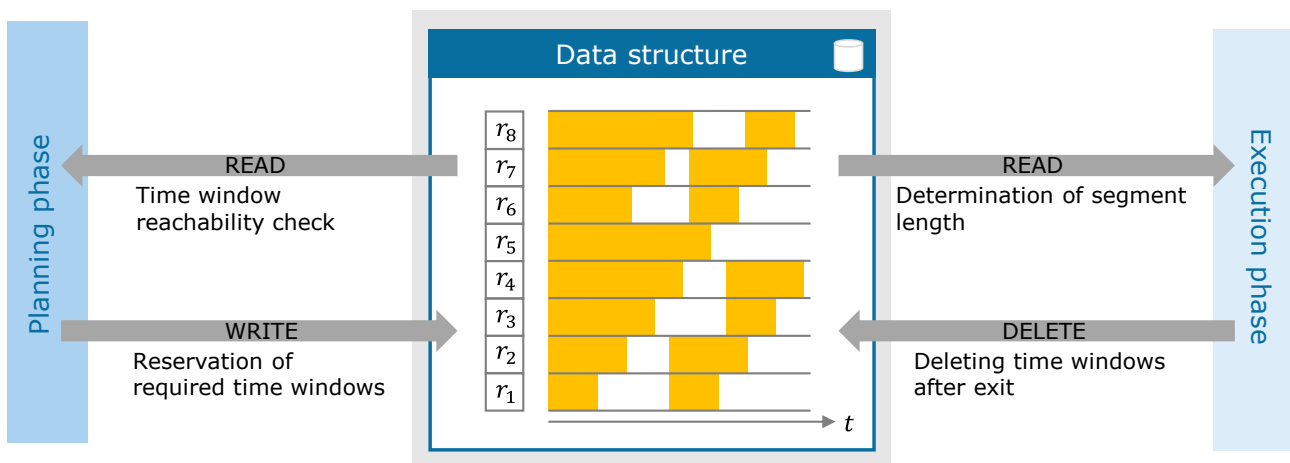 Data structure
Planning phase
READ
Time window
reachability check
WRITE
Reservation of
required time windows
r₈
r₇
r₆
r₅
r₄
r₃
r₂
r₁
t
READ
Determination of segment
length
DELETE
Deleting time windows
after exit
Execution phase